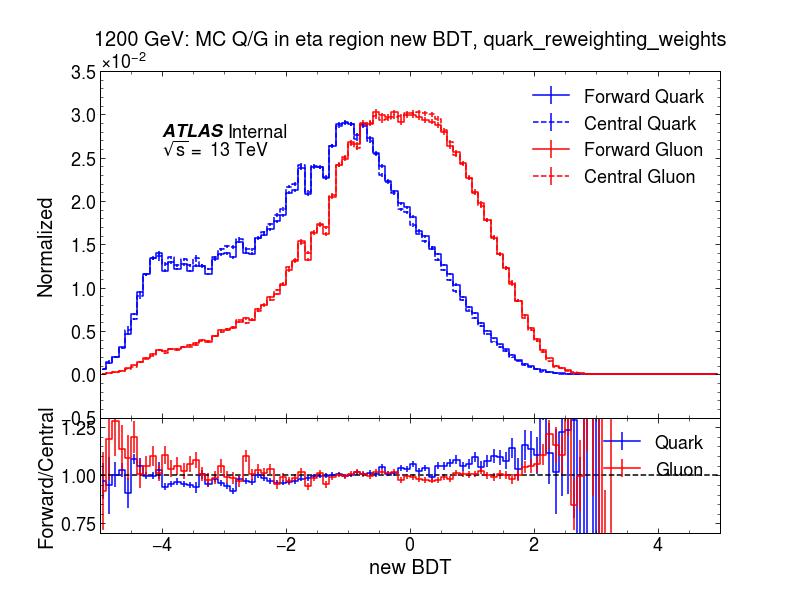 1200 GeV: MC Q/G in eta region new BDT, quark_reweighting_weights
×10⁻²
3.5
3.0
2.5
2.0
1.5
1.0
0.5
0.0
Normalized
ATLAS Internal
√s = 13 TeV
Forward Quark
Central Quark
Forward Gluon
Central Gluon
1.25
1.00
0.75
Forward/Central
Quark
Gluon
−4 −2 0 2 4
new BDT